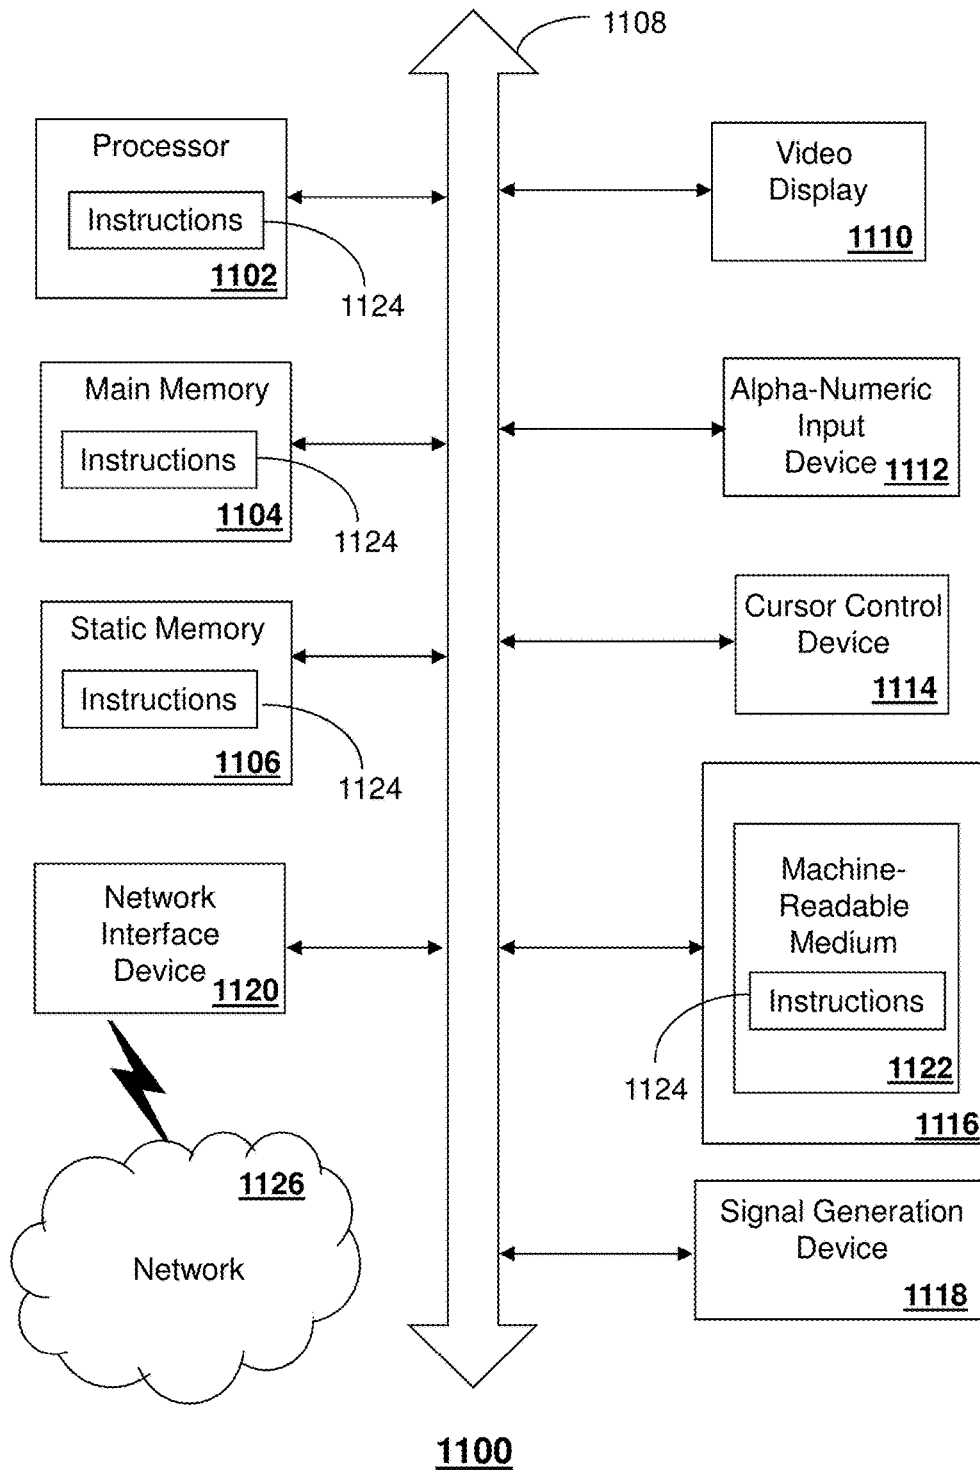 1108
Processor
Instructions
1102
1124
Video
Display
1110
Main Memory
Instructions
1104
1124
Alpha-Numeric
Input
Device
1112
Static Memory
Instructions
1106
1124
Cursor Control
Device
1114
Network
Interface
Device
1120
Machine-
Readable
Medium
Instructions
1122
1124
1116
1126
Network
Signal Generation
Device
1118
1100